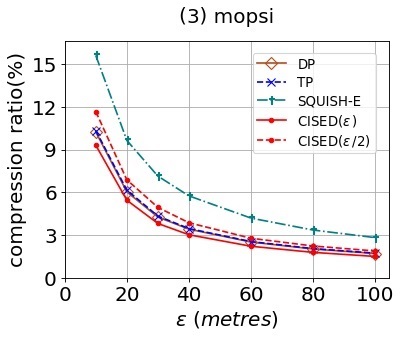 (3) mopsi
compression ratio(%)
15
12
9
6
3
0
DP
TP
SQUISH-E
CISED(ε)
CISED(ε/2)
0 20 40 60 80 100
ε (metres)